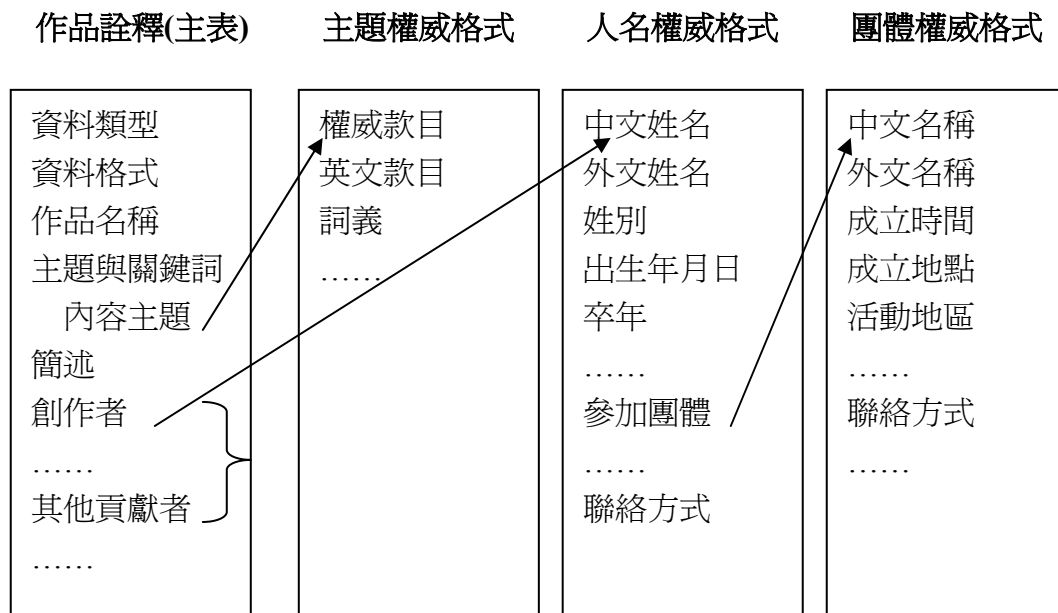 作品詮釋(主表)
資料類型
資料格式
作品名稱
主題與關鍵詞
內容主題
簡述
創作者
……
其他貢獻者
……
主題權威格式
權威款目
英文款目
詞義
……
人名權威格式
中文姓名
外文姓名
姓別
出生年月日
卒年
……
參加團體
……
聯絡方式
團體權威格式
中文名稱
外文名稱
成立時間
成立地點
活動地區
……
聯絡方式
……